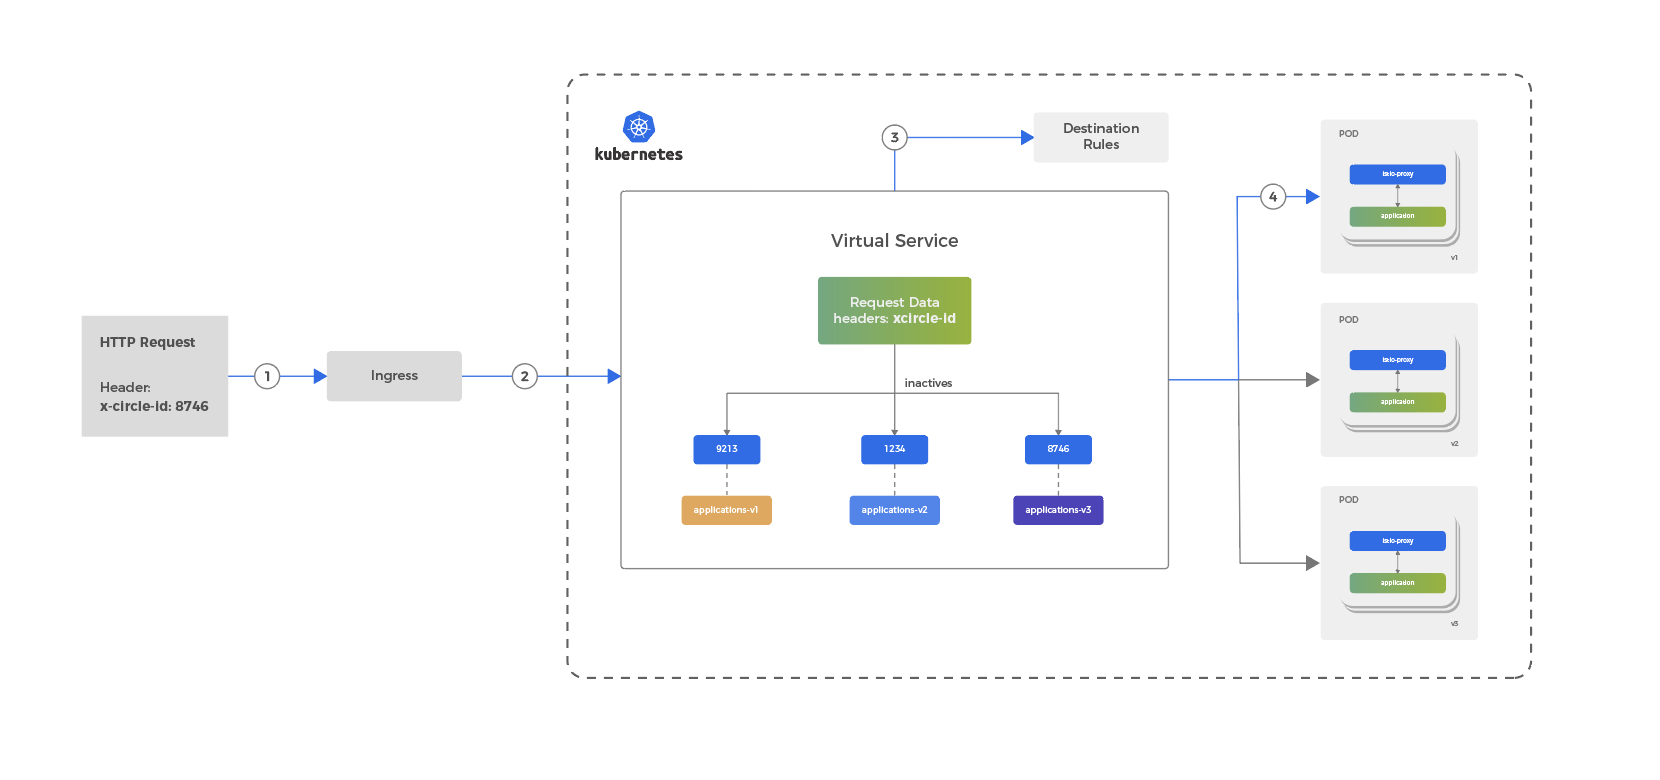 HTTP Request
Header:
x-circle-id: 8746
1
Ingress
2
kubernetes
3
Destination
Rules
Virtual Service
Request Data
headers: xcircle-id
inactives
9213
1234
8746
applications-v1
applications-v2
applications-v3
4
POD
istio-proxy
application
v1
POD
istio-proxy
application
v2
POD
istio-proxy
application
v3